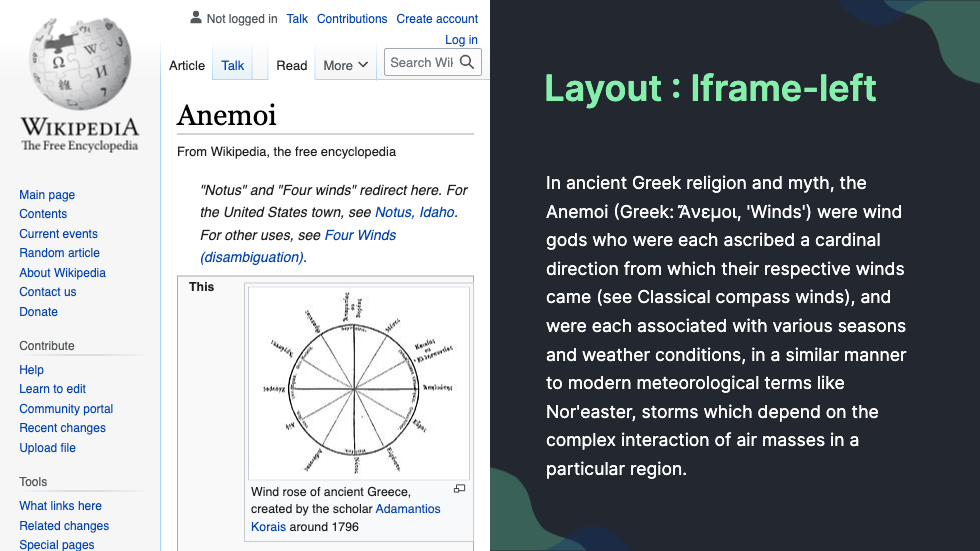 Not logged in Talk Contributions Create account
Log in
Article Talk Read More Search Wik
WIKIPEDIA
The Free Encyclopedia
Main page
Contents
Current events
Random article
About Wikipedia
Contact us
Donate
Contribute
Help
Learn to edit
Community portal
Recent changes
Upload file
Tools
What links here
Related changes
Special pages
Anemoi
From Wikipedia, the free encyclopedia
"Notus" and "Four winds" redirect here. For
the United States town, see Notus, Idaho.
For other uses, see Four Winds
(disambiguation).
This
Wind rose of ancient Greece,
created by the scholar Adamantios
Korais around 1796
Layout : Iframe-left
In ancient Greek religion and myth, the
Anemoi (Greek: Ἄνεμοι, 'Winds') were wind
gods who were each ascribed a cardinal
direction from which their respective winds
came (see Classical compass winds), and
were each associated with various seasons
and weather conditions, in a similar manner
to modern meteorological terms like
Nor'easter, storms which depend on the
complex interaction of air masses in a
particular region.